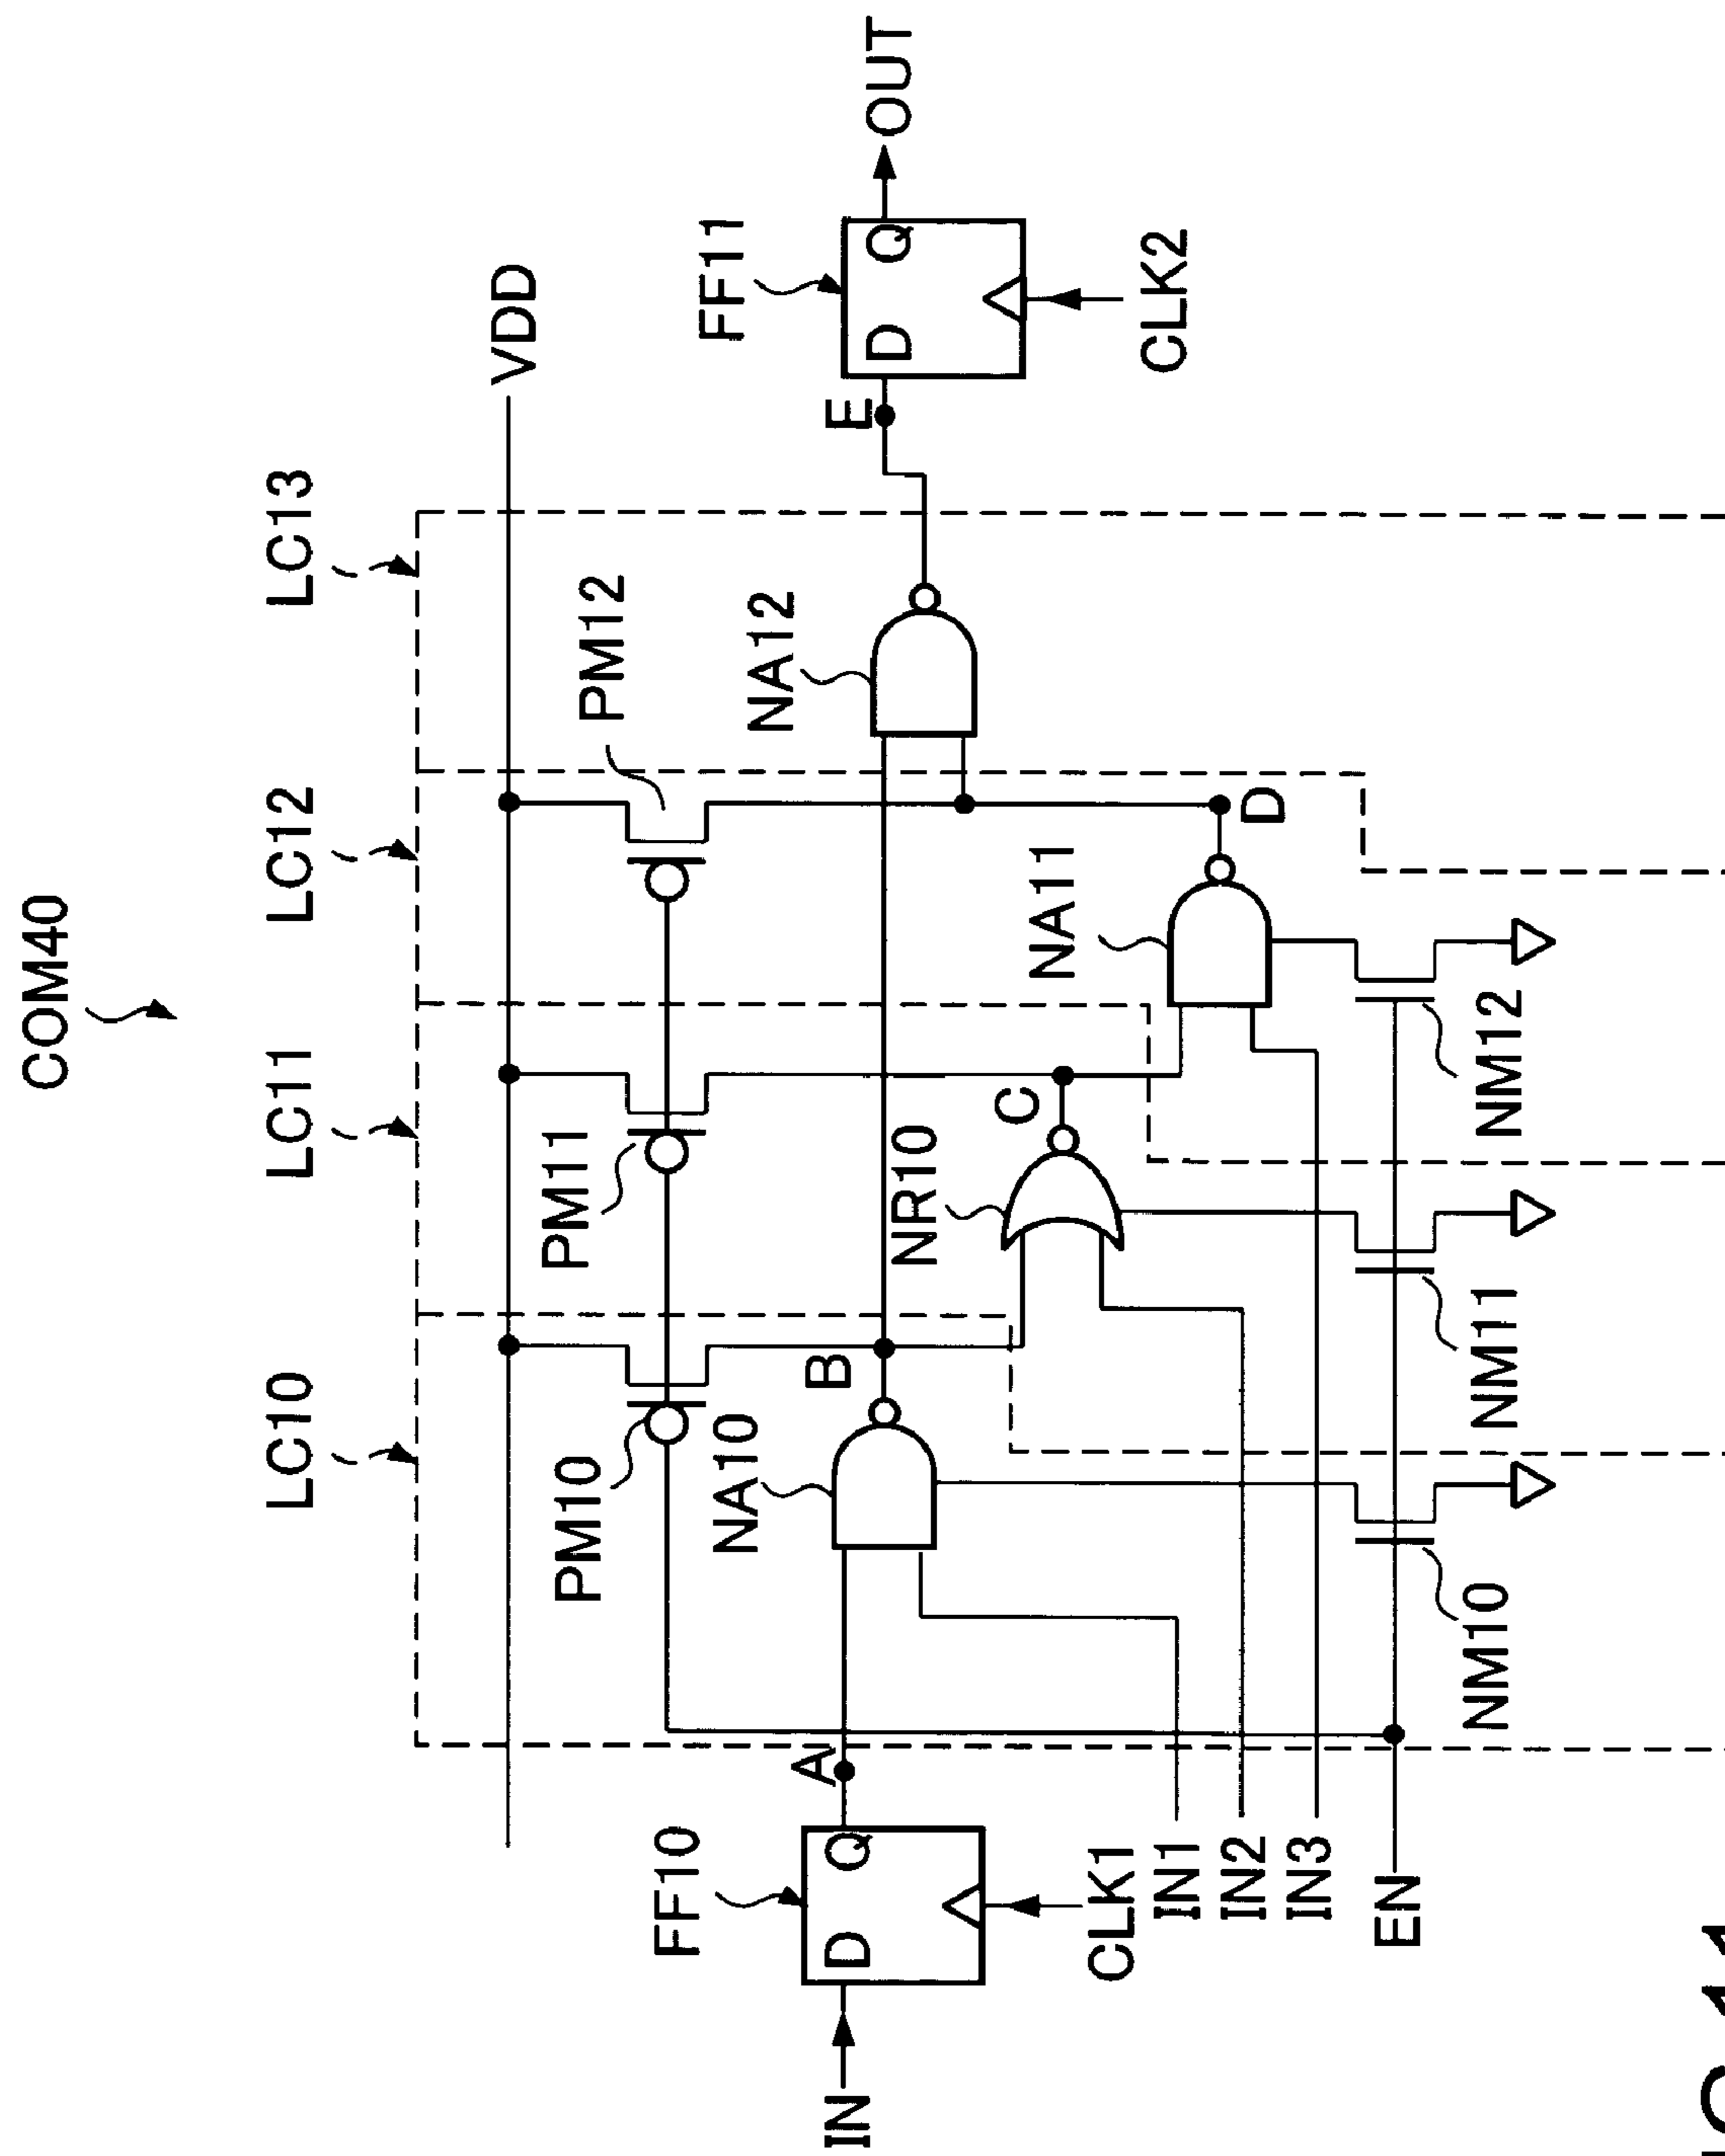 COM40
LC10
LC11
LC12
LC13
VDD
PM10
PM11
PM12
NA10
B
NR10
C
NA11
D
NA12
E
FF10
D
Q
A
FF11
D
Q
OUT
IN
CLK1
CLK2
IN1
IN2
IN3
EN
NM10
NM11
NM12